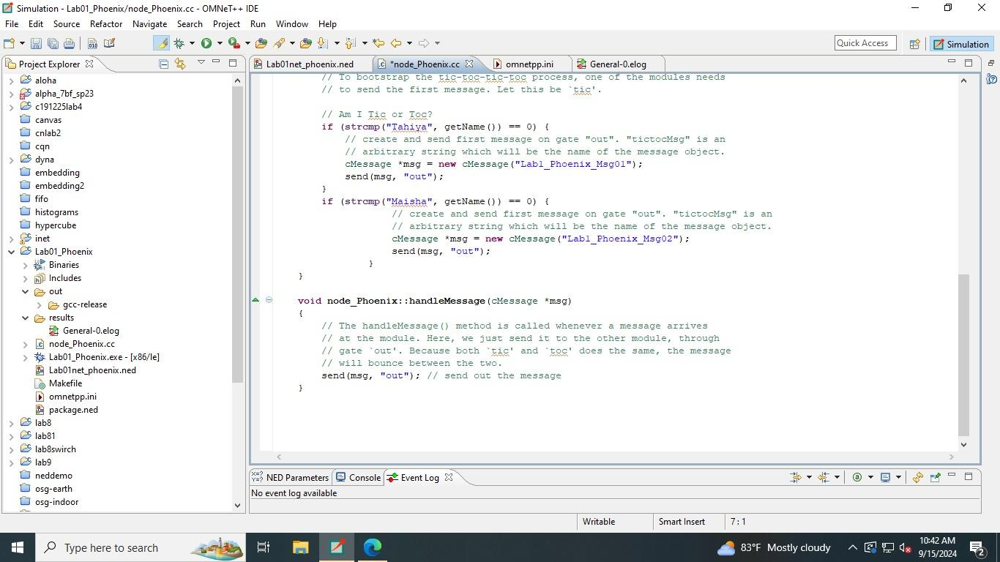 Simulation - Lab01_Phoenix/node_Phoenix.cc - OMNeT++ IDE
File Edit Source Refactor Navigate Search Project Run Window Help
Quick Access
Simulation
Project Explorer
Lab01net_phoenix.ned
*node_Phoenix.cc
omnetpp.ini
General-0.elog
aloha
alpha_7bf_sp23
c191225lab4
canvas
cnlab2
cqn
dyna
embedding
embedding2
fifo
histograms
hypercube
inet
Lab01_Phoenix
Binaries
Includes
out
gcc-release
results
General-0.elog
node_Phoenix.cc
Lab01_Phoenix.exe - [x86/le]
Lab01net_phoenix.ned
Makefile
omnetpp.ini
package.ned
lab8
lab81
lab8swirch
lab9
neddemo
osg-earth
osg-indoor
// To bootstrap the tic-toc-tic-toc process, one of the modules needs
// to send the first message. Let this be `tic'.
// Am I Tic or Toc?
if (strcmp("Tahiya", getName()) == 0) {
// create and send first message on gate "out". "tictocMsg" is an
// arbitrary string which will be the name of the message object.
cMessage *msg = new cMessage("Lab1_Phoenix_Msg01");
send(msg, "out");
}
if (strcmp("Maisha", getName()) == 0) {
// create and send first message on gate "out". "tictocMsg" is an
// arbitrary string which will be the name of the message object.
cMessage *msg = new cMessage("Lab1_Phoenix_Msg02");
send(msg, "out");
}
}
void node_Phoenix::handleMessage(cMessage *msg)
{
// The handleMessage() method is called whenever a message arrives
// at the module. Here, we just send it to the other module, through
// gate `out'. Because both `tic' and `toc' does the same, the message
// will bounce between the two.
send(msg, "out"); // send out the message
}
NED Parameters
Console
Event Log
No event log available
Writable
Smart Insert
7 : 1
Type here to search
83°F Mostly cloudy
10:42 AM
9/15/2024
2